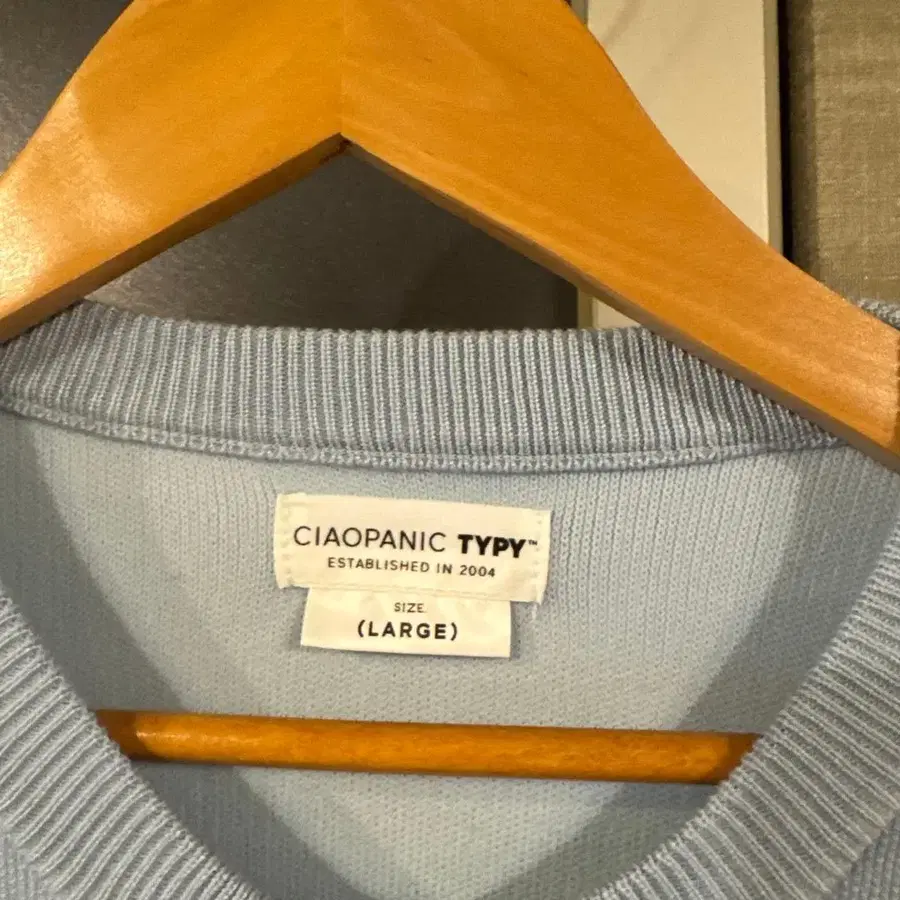 CIAOPANIC TYPY™
ESTABLISHED IN 2004
SIZE
(LARGE)